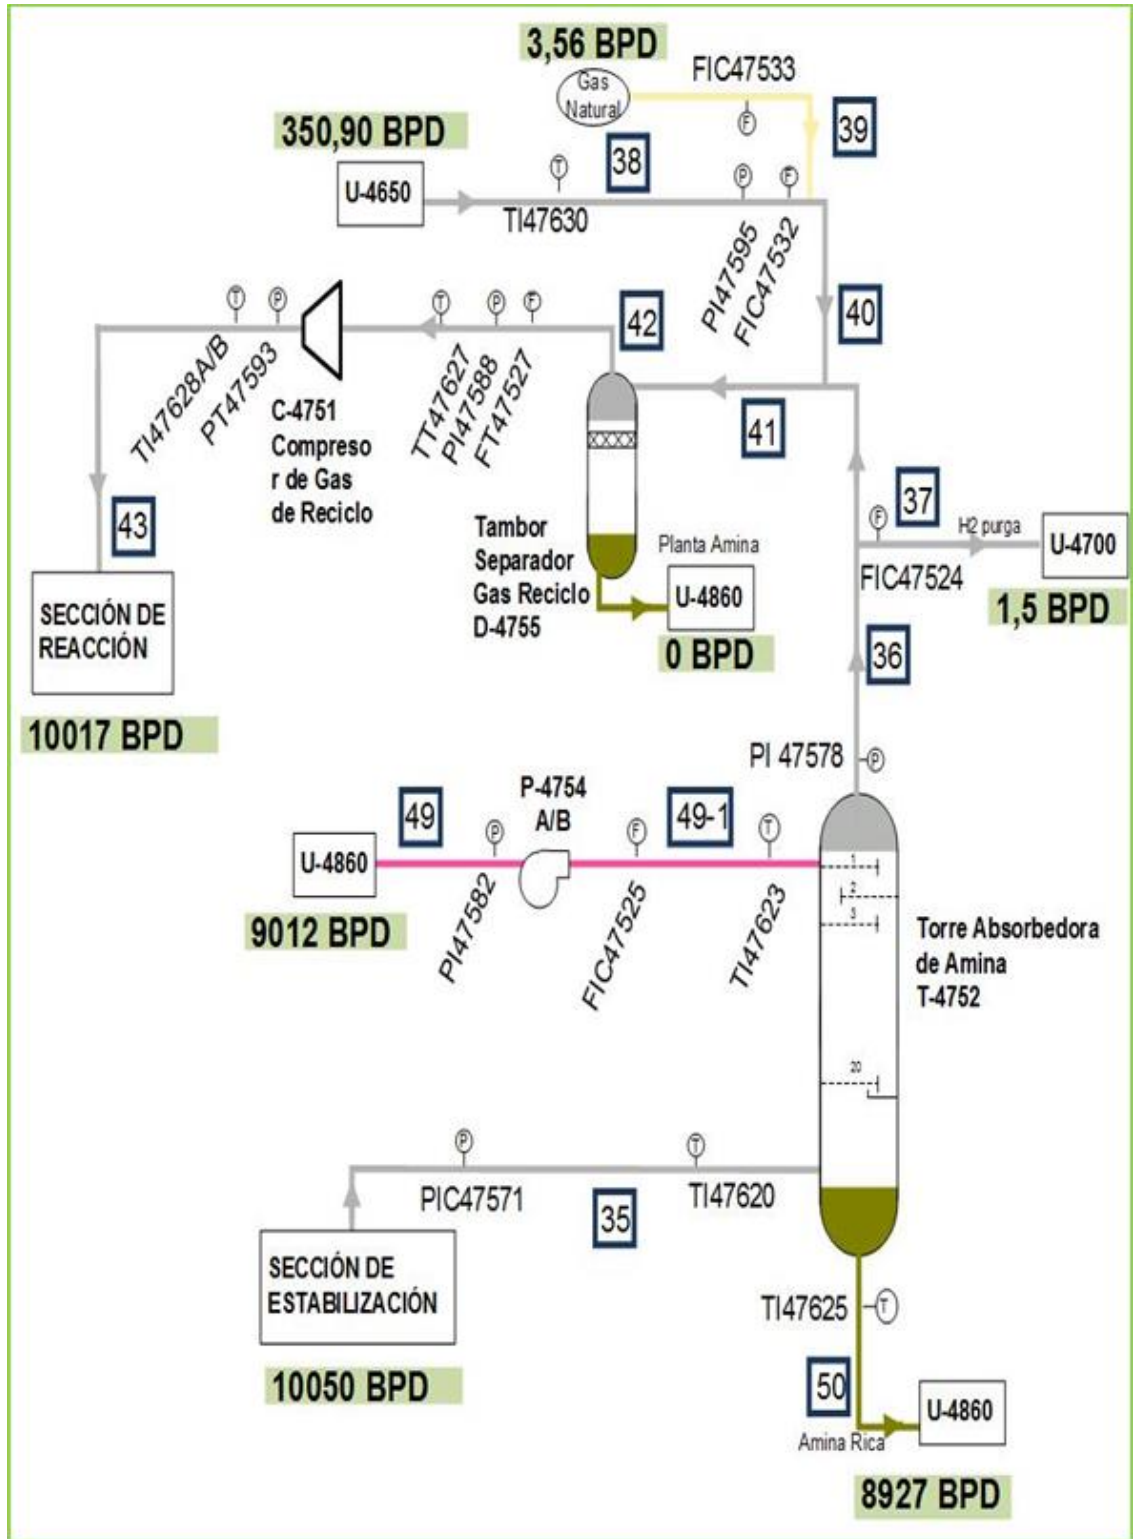 3,56 BPD
FIC47533
Gas
Natural
F
39
350,90 BPD
38
T
P
F
U-4650
TI47630
PI47595
FIC47532
40
T
P
T
P
F
42
TI47628A/B
PT47593
TT47627
PI47588
FT47527
C-4751
Compreso
r de Gas
de Reciclo
41
43
37
F
H2 purga
U-4700
FIC47524
1,5 BPD
Tambor
Separador
Gas Reciclo
D-4755
Planta Amina
U-4860
0 BPD
SECCIÓN DE
REACCIÓN
10017 BPD
36
PI 47578
P
P-4754
A/B
49
49-1
P
F
T
U-4860
9012 BPD
PI47582
FIC47525
TI47623
1
2
3
20
Torre Absorbedora
de Amina
T-4752
P
T
PIC47571
TI47620
35
SECCIÓN DE
ESTABILIZACIÓN
10050 BPD
TI47625
T
50
U-4860
Amina Rica
8927 BPD